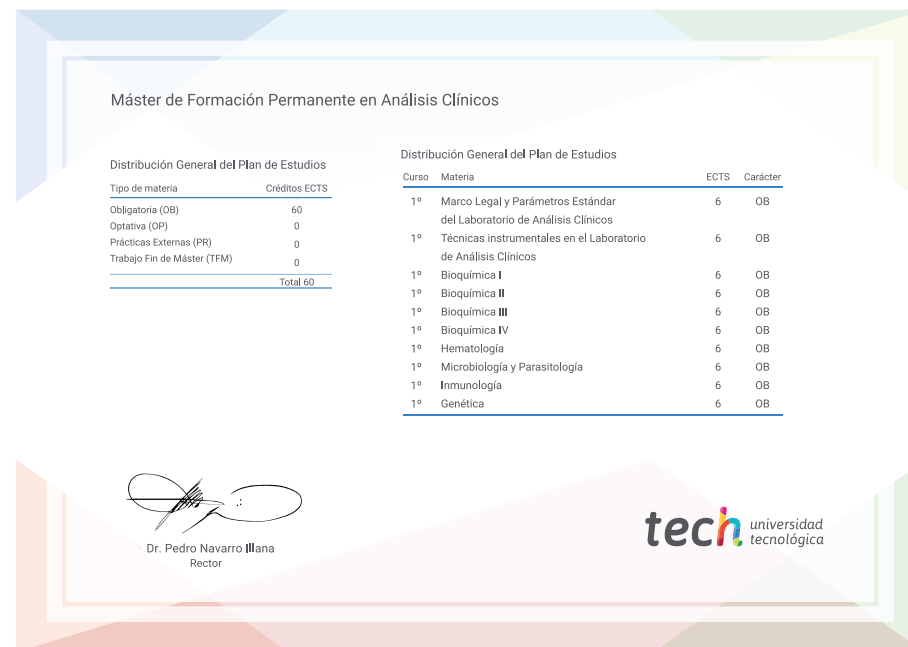 Máster de Formación Permanente en Análisis Clínicos
Distribución General del Plan de Estudios
Tipo de materia Créditos ECTS
Obligatoria (OB) 60
Optativa (OP) 0
Prácticas Externas (PR) 0
Trabajo Fin de Máster (TFM) 0
Total 60
Distribución General del Plan de Estudios
Curso Materia ECTS Carácter
1º Marco Legal y Parámetros Estándar 6 OB
del Laboratorio de Análisis Clínicos
1º Técnicas instrumentales en el Laboratorio 6 OB
de Análisis Clínicos
1º Bioquímica I 6 OB
1º Bioquímica II 6 OB
1º Bioquímica III 6 OB
1º Bioquímica IV 6 OB
1º Hematología 6 OB
1º Microbiología y Parasitología 6 OB
1º Inmunología 6 OB
1º Genética 6 OB
Dr. Pedro Navarro Illana
Rector
tech universidad
tecnológica